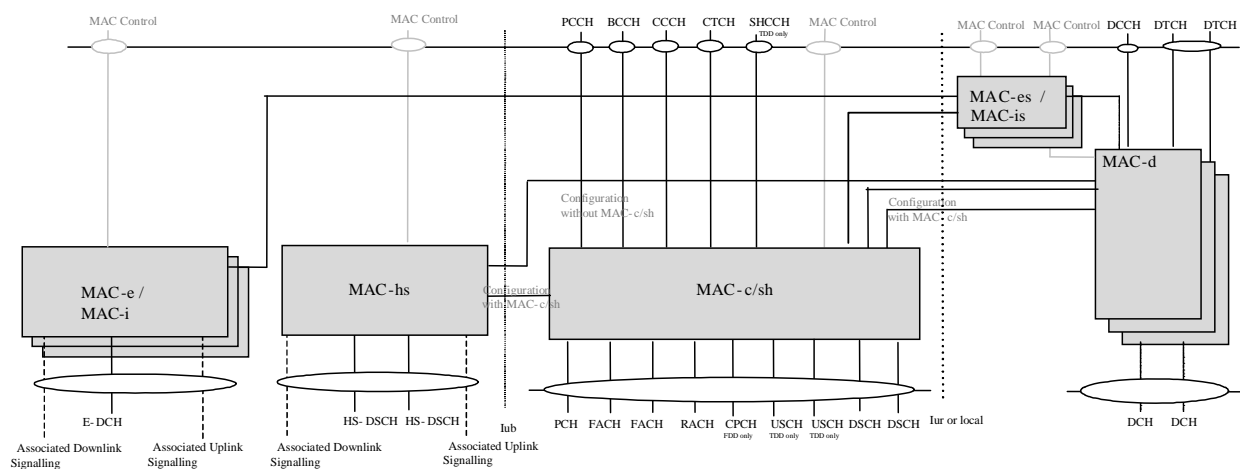 MAC Control
MAC Control
PCCH
BCCH
CCCH
CTCH
SHCCH
TDD only
MAC Control
MAC Control
MAC Control
DCCH
DTCH
DTCH
MAC-es /
MAC-is
MAC-d
Configuration
without MAC-c/sh
Configuration
with MAC-c/sh
MAC-e /
MAC-i
MAC-hs
Configuration
with MAC-c/sh
MAC-c/sh
E-DCH
HS-DSCH
HS-DSCH
Iub
PCH
FACH
FACH
RACH
CPCH
FDD only
USCH
TDD only
USCH
TDD only
DSCH
DSCH
Iur or local
DCH
DCH
Associated Downlink
Signalling
Associated Uplink
Signalling
Associated Downlink
Signalling
Associated Uplink
Signalling